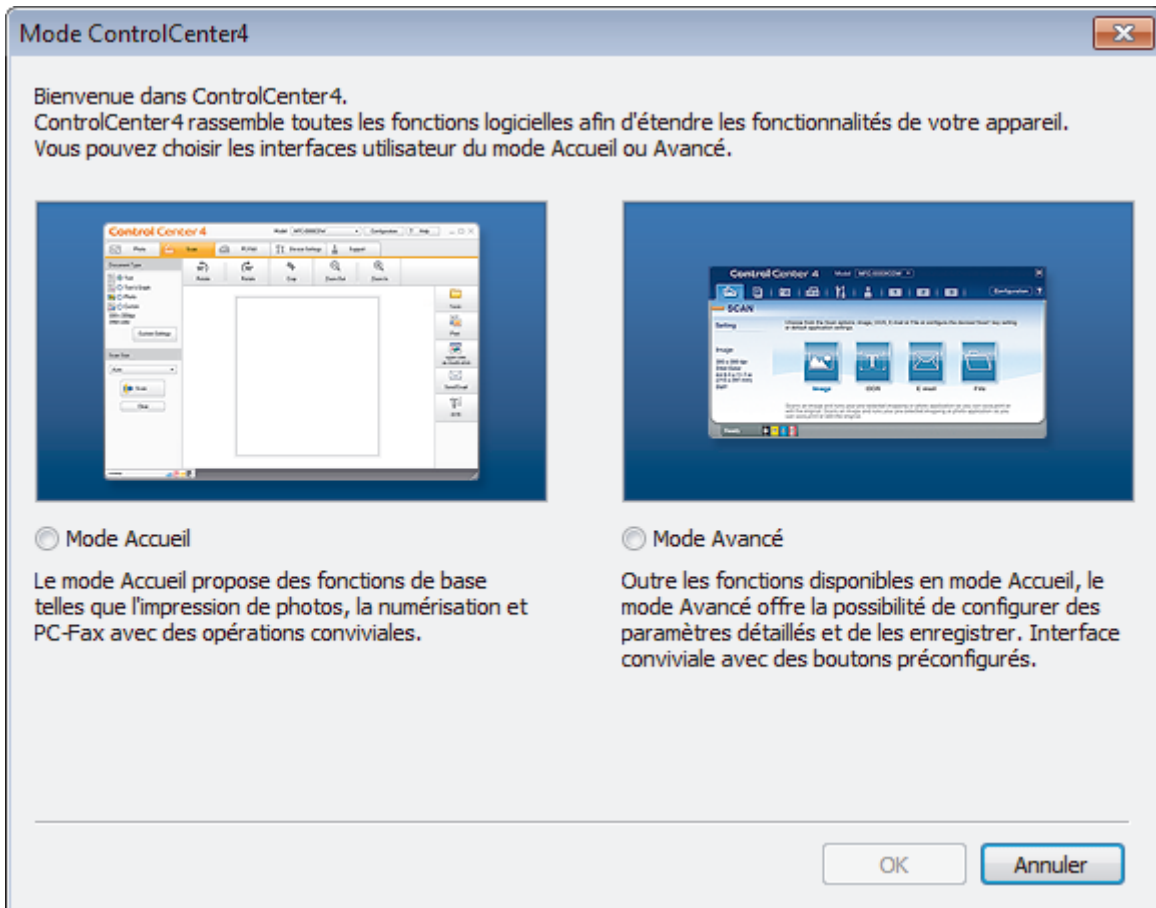 Mode ControlCenter4
Bienvenue dans ControlCenter4.
ControlCenter4 rassemble toutes les fonctions logicielles afin d'étendre les fonctionnalités de votre appareil.
Vous pouvez choisir les interfaces utilisateur du mode Accueil ou Avancé.
Control Center 4
Control Center 4
SCAN
Image
OCR
E-mail
File
Mode Accueil
Le mode Accueil propose des fonctions de base
telles que l'impression de photos, la numérisation et
PC-Fax avec des opérations conviviales.
Mode Avancé
Outre les fonctions disponibles en mode Accueil, le
mode Avancé offre la possibilité de configurer des
paramètres détaillés et de les enregistrer. Interface
conviviale avec des boutons préconfigurés.
OK
Annuler